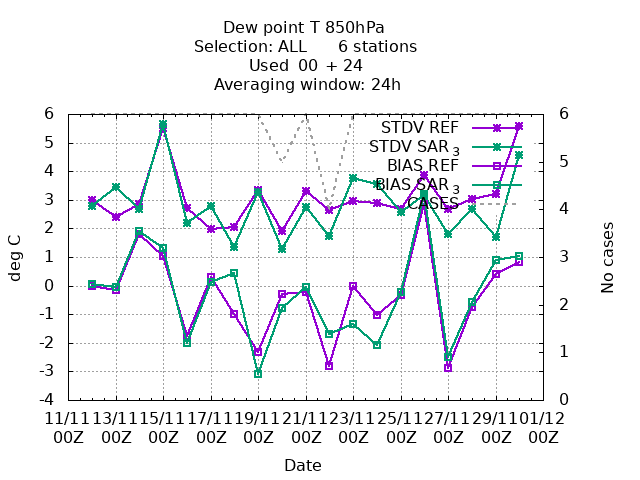 Dew point T 850hPa
Selection: ALL 6 stations
Used 00 + 24
Averaging window: 24h
STDV REF
STDV SAR 3
BIAS REF
BIAS SAR 3
CASES
6
5
4
3
2
1
0
-1
-2
-3
-4
6
5
4
3
2
1
0
deg C
No cases
11/11 13/11 15/11 17/11 19/11 21/11 23/11 25/11 27/11 29/11 01/12
00Z 00Z 00Z 00Z 00Z 00Z 00Z 00Z 00Z 00Z 00Z
Date